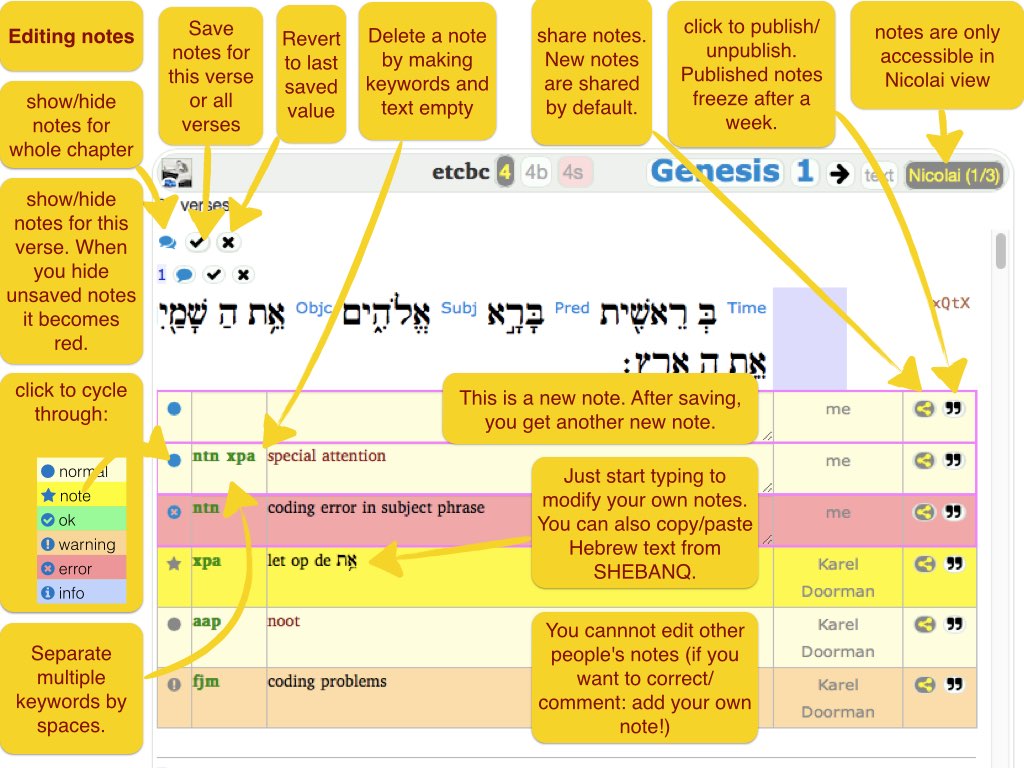 Editing notes
show/hide
notes for
whole chapter
show/hide
notes for this
verse. When
you hide
unsaved notes
it becomes
red.
click to cycle
through:
normal
note
ok
warning
error
info
Separate
multiple
keywords by
spaces.
Save
notes for
this verse
or all
verses
Revert
to last
saved
value
Delete a note
by making
keywords and
text empty
share notes.
New notes
are shared
by default.
click to publish/
unpublish.
Published notes
freeze after a
week.
notes are only
accessible in
Nicolai view
etcbc 4 4b 4s Genesis 1 text Nicolai (1/3)
verses
1
Time בְּ רֵאשִׁ֖ית Pred בָּרָ֣א Subj אֱלֹהִ֑ים Objc אֵ֥ת הַ שָּׁמַ֖יִ
xQtX
אֵ֥ת הָ אָֽרֶץ׃
This is a new note. After saving,
you get another new note.
me
ntn xpa special attention me
ntn coding error in subject phrase me
Just start typing to
modify your own notes.
You can also copy/paste
Hebrew text from
SHEBANQ.
xpa let op de אֵ֥ת Karel
Doorman
aap noot Karel
Doorman
fjm coding problems Karel
Doorman
You cannnot edit other
people's notes (if you
want to correct/
comment: add your own
note!)